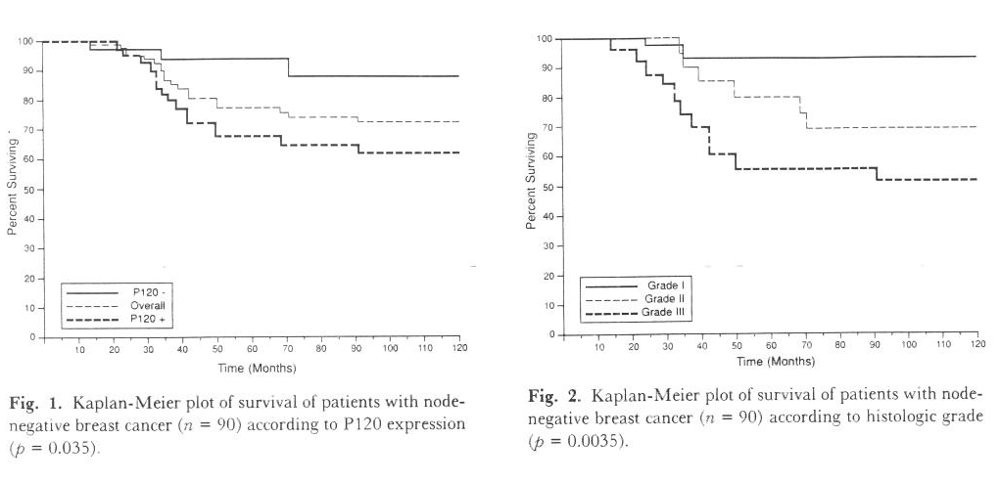 100
90
80
70
60
50
40
30
20
10
0
Percent Surviving
P120 -
Overall
P120 +
10 20 30 40 50 60 70 80 90 100 110 120
Time (Months)
Fig. 1. Kaplan-Meier plot of survival of patients with node-
negative breast cancer (n = 90) according to P120 expression
(p = 0.035).
100
90
80
70
60
50
40
30
20
10
0
Percent Surviving
Grade I
Grade II
Grade III
10 20 30 40 50 60 70 80 90 100 110 120
Time (Months)
Fig. 2. Kaplan-Meier plot of survival of patients with node-
negative breast cancer (n = 90) according to histologic grade
(p = 0.0035).